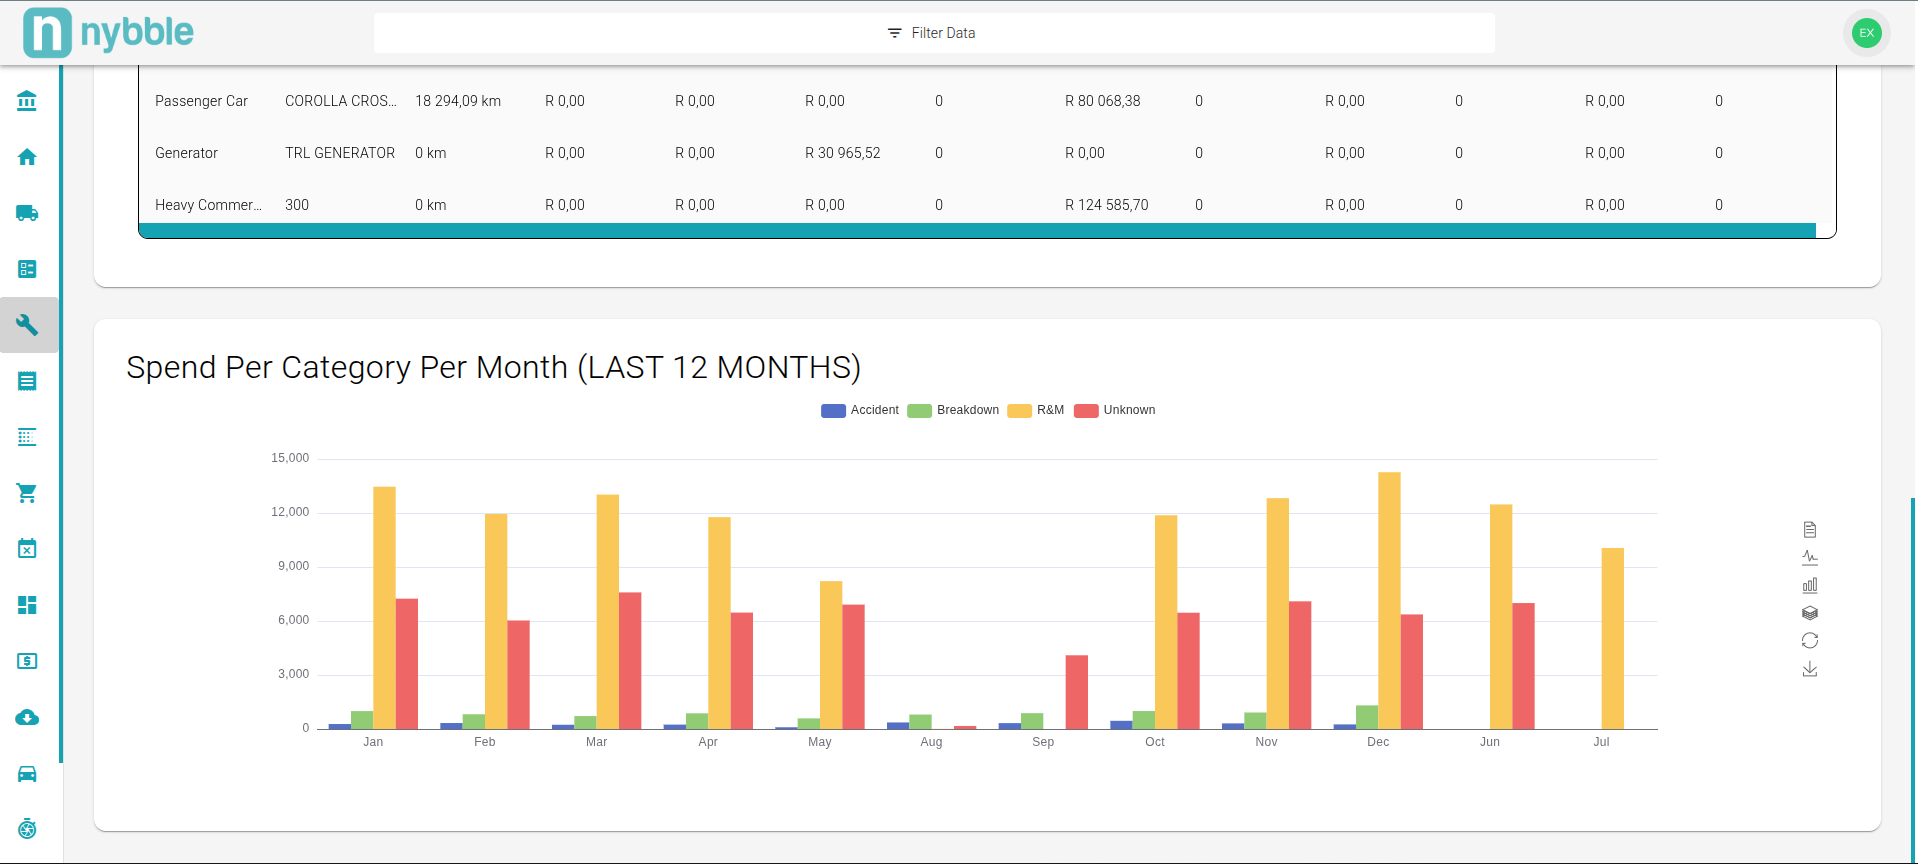 nybble
Filter Data
EX
Passenger Car COROLLA CROS... 18 294,09 km R 0,00 R 0,00 R 0,00 0 R 80 068,38 0 R 0,00 0 R 0,00 0
Generator TRL GENERATOR 0 km R 0,00 R 0,00 R 30 965,52 0 R 0,00 0 R 0,00 0 R 0,00 0
Heavy Commer... 300 0 km R 0,00 R 0,00 R 0,00 0 R 124 585,70 0 R 0,00 0 R 0,00 0
Spend Per Category Per Month (LAST 12 MONTHS)
Accident Breakdown R&M Unknown
15,000
12,000
9,000
6,000
3,000
0
Jan Feb Mar Apr May Aug Sep Oct Nov Dec Jun Jul